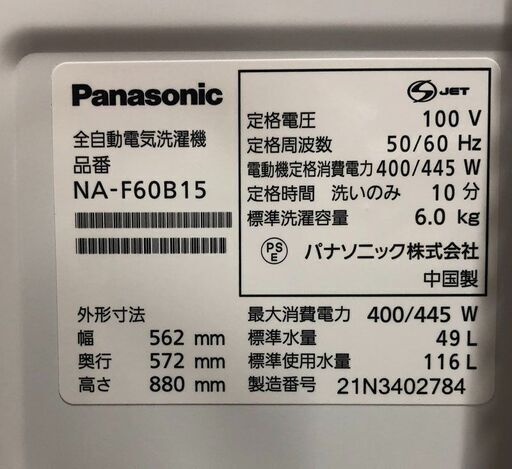 Panasonic
全自動電気洗濯機
品番
NA-F60B15
S JET
定格電圧 100 V
定格周波数 50/60 Hz
電動機定格消費電力 400/445 W
定格時間 洗いのみ 10 分
標準洗濯容量 6.0 kg
PS E パナソニック株式会社
中国製
外形寸法
幅 562 mm
奥行 572 mm
高さ 880 mm
最大消費電力 400/445 W
標準水量 49 L
標準使用水量 116 L
製造番号 21N3402784